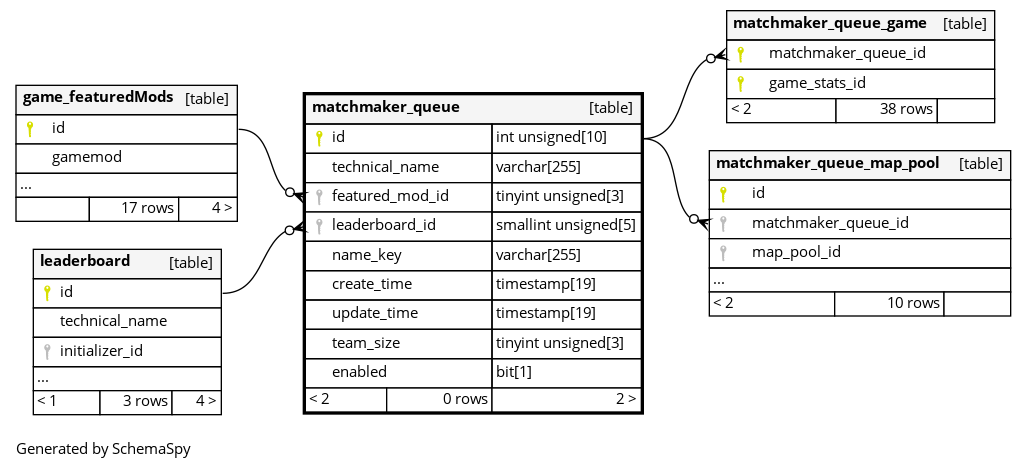 game_featuredMods [table]
id
gamemod
...
17 rows 4 >
leaderboard [table]
id
technical_name
initializer_id
...
< 1 3 rows 4 >
matchmaker_queue [table]
id int unsigned[10]
technical_name varchar[255]
featured_mod_id tinyint unsigned[3]
leaderboard_id smallint unsigned[5]
name_key varchar[255]
create_time timestamp[19]
update_time timestamp[19]
team_size tinyint unsigned[3]
enabled bit[1]
< 2 0 rows 2 >
matchmaker_queue_game [table]
matchmaker_queue_id
game_stats_id
< 2 38 rows
matchmaker_queue_map_pool [table]
id
matchmaker_queue_id
map_pool_id
...
< 2 10 rows
Generated by SchemaSpy